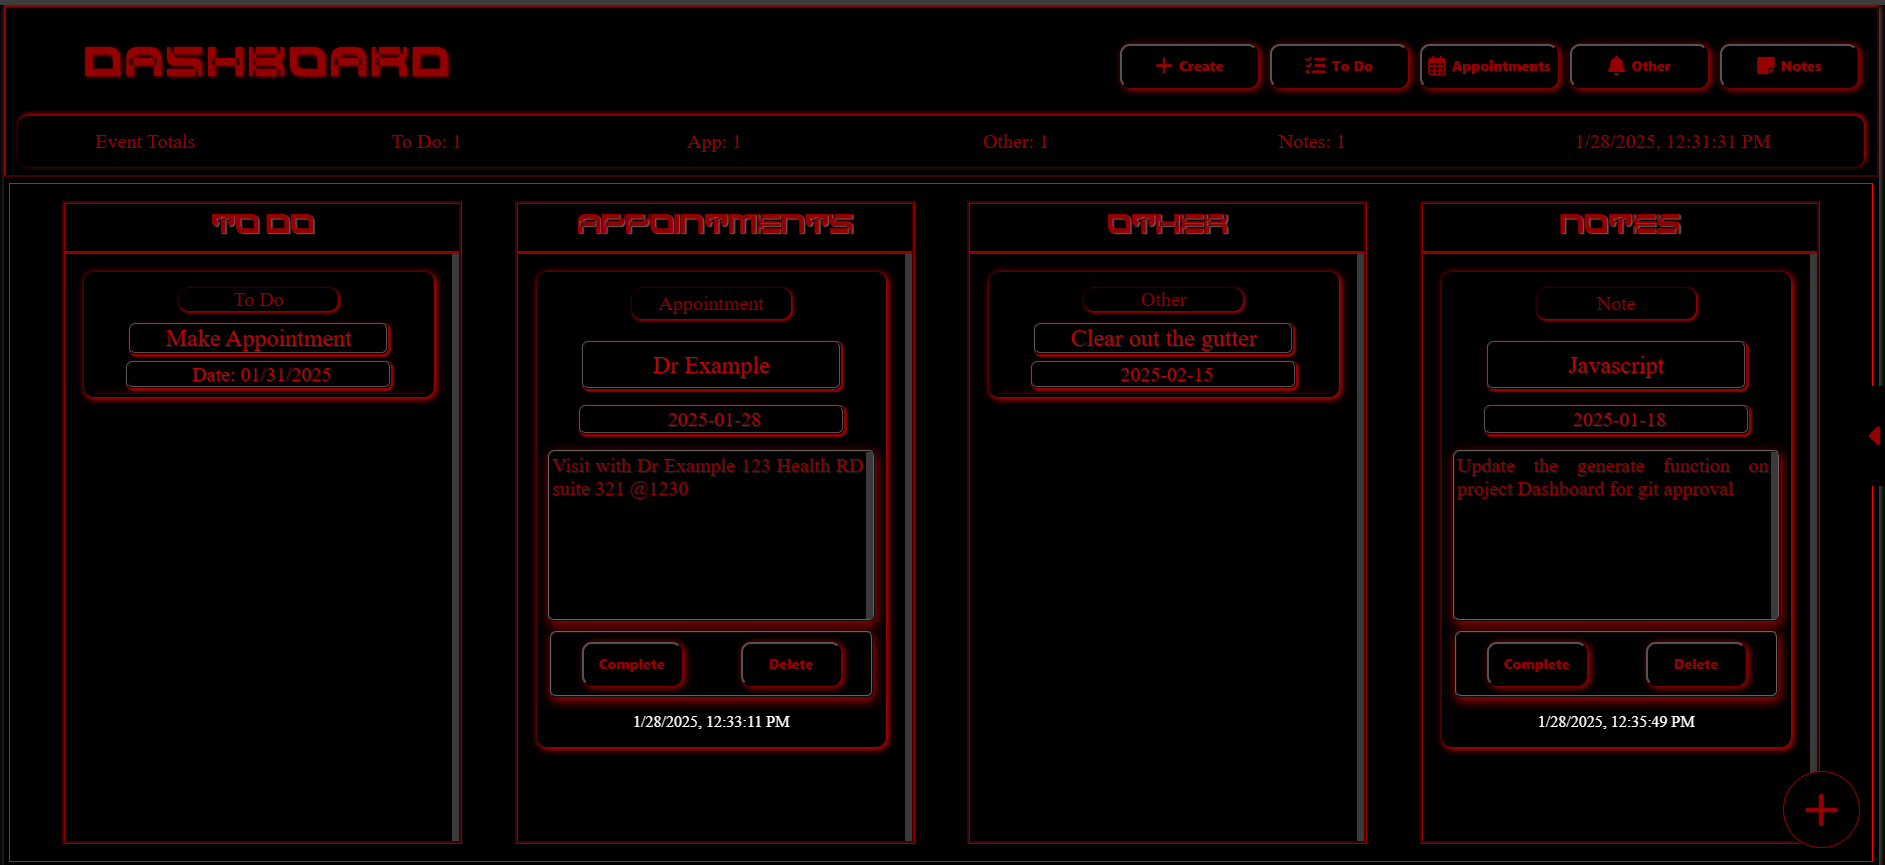 DASHBOARD
Create
To Do
Appointments
Other
Notes
Event Totals
To Do: 1
App: 1
Other: 1
Notes: 1
1/28/2025, 12:31:31 PM
TO DO
To Do
Make Appointment
Date: 01/31/2025
APPOINTMENTS
Appointment
Dr Example
2025-01-28
Visit with Dr Example 123 Health RD
suite 321 @1230
Complete
Delete
1/28/2025, 12:33:11 PM
OTHER
Other
Clear out the gutter
2025-02-15
NOTES
Note
Javascript
2025-01-18
Update the generate function on
project Dashboard for git approval
Complete
Delete
1/28/2025, 12:35:49 PM